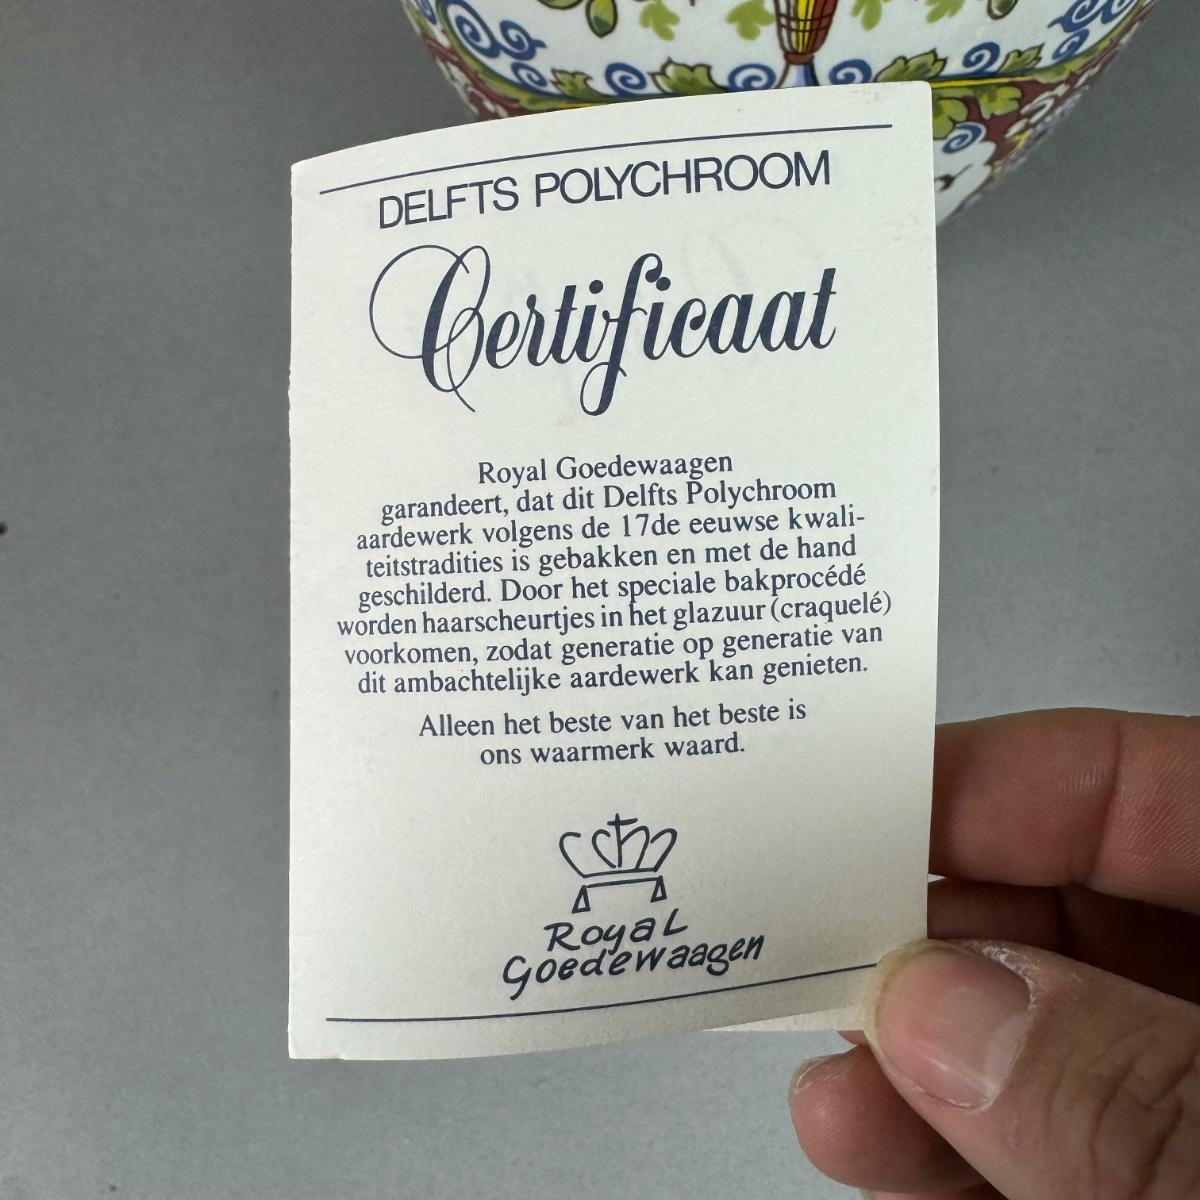 DELFTS POLYCHROOM
Certificaat
Royal Goedewaagen
garandeert, dat dit Delfts Polychroom
aardewerk volgens de 17de eeuwse kwali-
teitstradities is gebakken en met de hand
geschilderd. Door het speciale bakprocédé
worden haarscheurtjes in het glazuur (craquelé)
voorkomen, zodat generatie op generatie van
dit ambachtelijke aardewerk kan genieten.
Alleen het beste van het beste is
ons waarmerk waard.
Royal
Goedewaagen